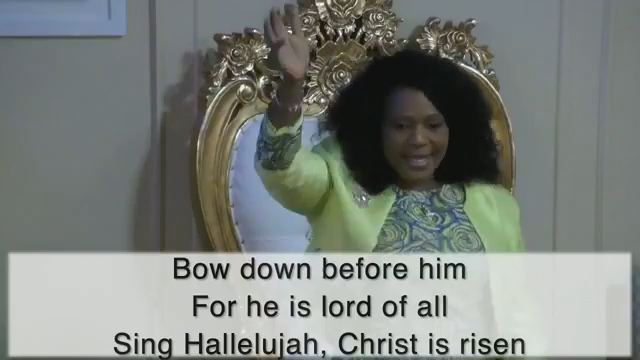 Bow down before him
For he is lord of all
Sing Hallelujah, Christ is risen